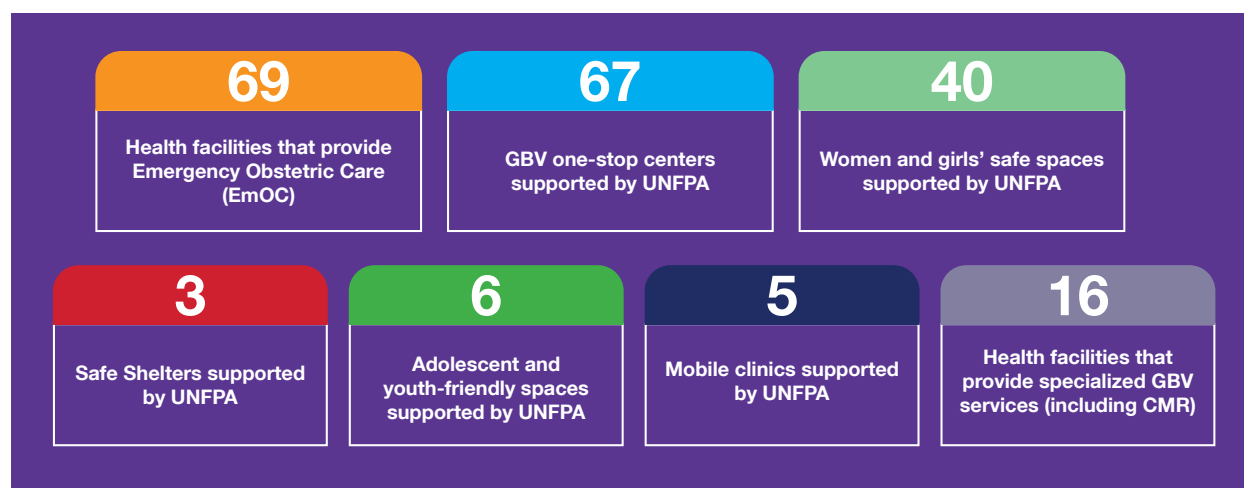 69
Health facilities that provide
Emergency Obstetric Care
(EmOC)
67
GBV one-stop centers
supported by UNFPA
40
Women and girls’ safe spaces
supported by UNFPA
3
Safe Shelters supported
by UNFPA
6
Adolescent and
youth-friendly spaces
supported by UNFPA
5
Mobile clinics supported
by UNFPA
16
Health facilities that
provide specialized GBV
services (including CMR)